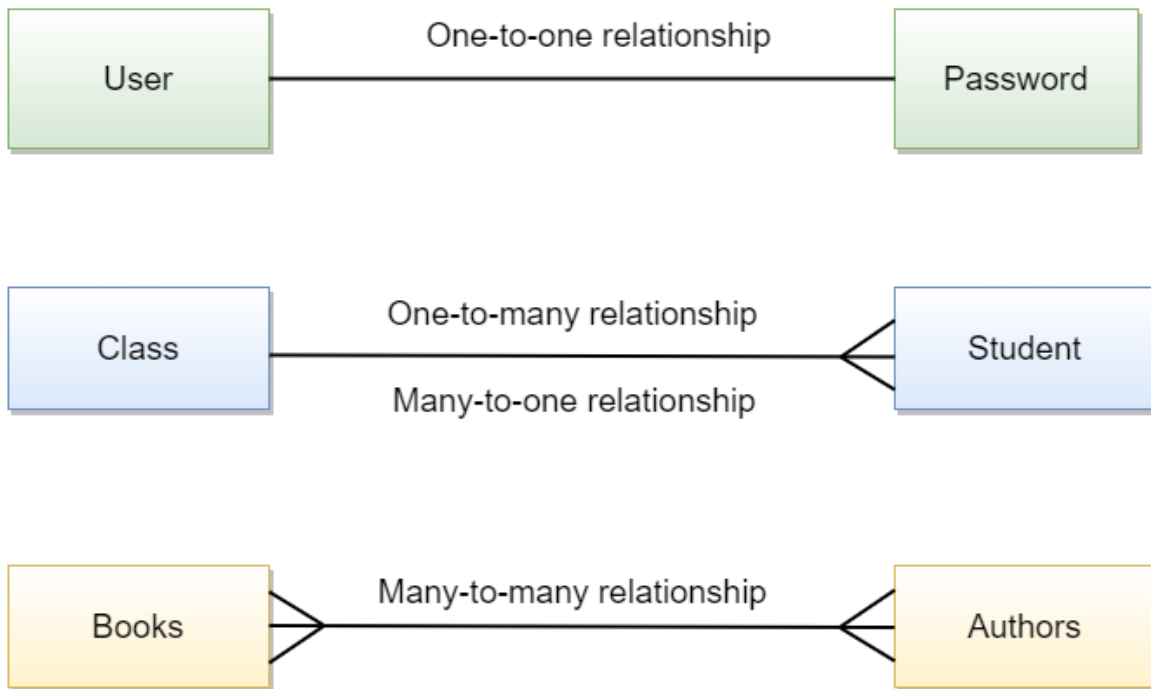 One-to-one relationship
User
Password
One-to-many relationship
Class
Student
Many-to-one relationship
Many-to-many relationship
Books
Authors